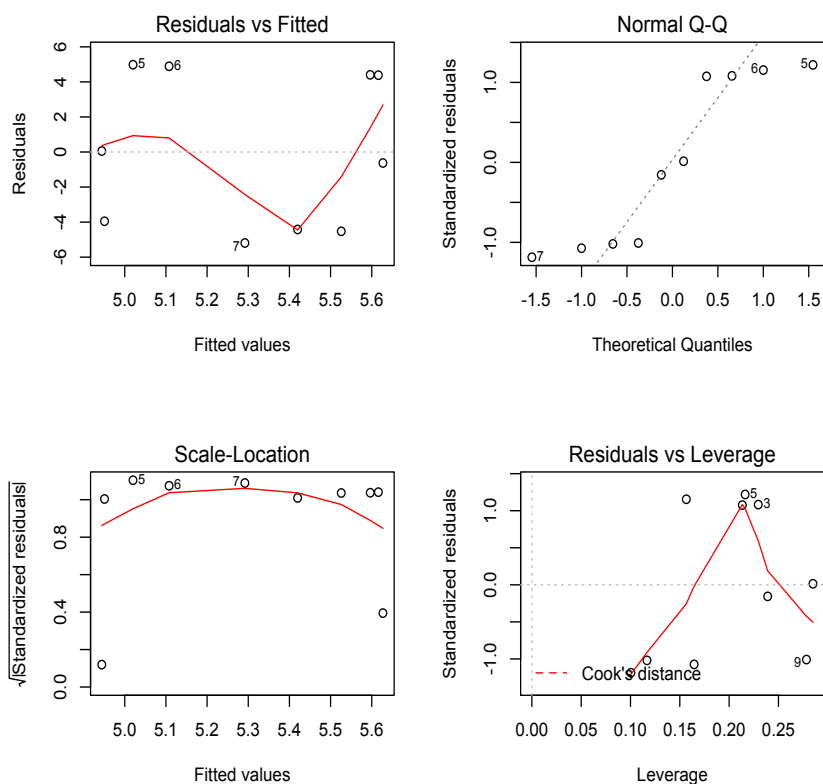 Residuals vs Fitted
Residuals
6
4
2
0
-2
-4
-6
5
6
7
5.0 5.1 5.2 5.3 5.4 5.5 5.6
Fitted values
Normal Q-Q
Standardized residuals
1.0
0.0
-1.0
5
6
7
-1.5 -1.0 -0.5 0.0 0.5 1.0 1.5
Theoretical Quantiles
Scale-Location
√|Standardized residuals|
0.8
0.4
0.0
5
6
7
5.0 5.1 5.2 5.3 5.4 5.5 5.6
Fitted values
Residuals vs Leverage
Standardized residuals
1.0
0.0
-1.0
5
3
9
Cook's distance
0.00 0.05 0.10 0.15 0.20 0.25
Leverage